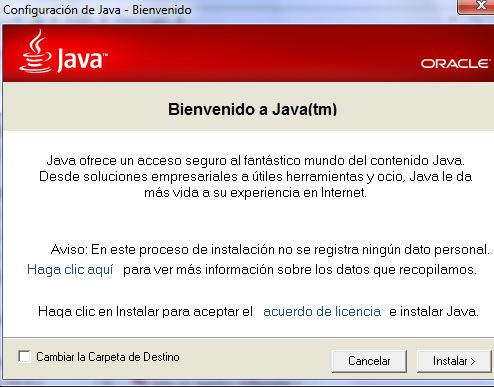 Configuración de Java - Bienvenido
Java™
ORACLE
Bienvenido a Java(tm)
Java ofrece un acceso seguro al fantástico mundo del contenido Java.
Desde soluciones empresariales a útiles herramientas y ocio, Java le da
más vida a su experiencia en Internet.
Aviso: En este proceso de instalación no se registra ningún dato personal.
Haga clic aquí para ver más información sobre los datos que recopilamos.
Haga clic en Instalar para aceptar el acuerdo de licencia e instalar Java.
Cambiar la Carpeta de Destino
Cancelar
Instalar >